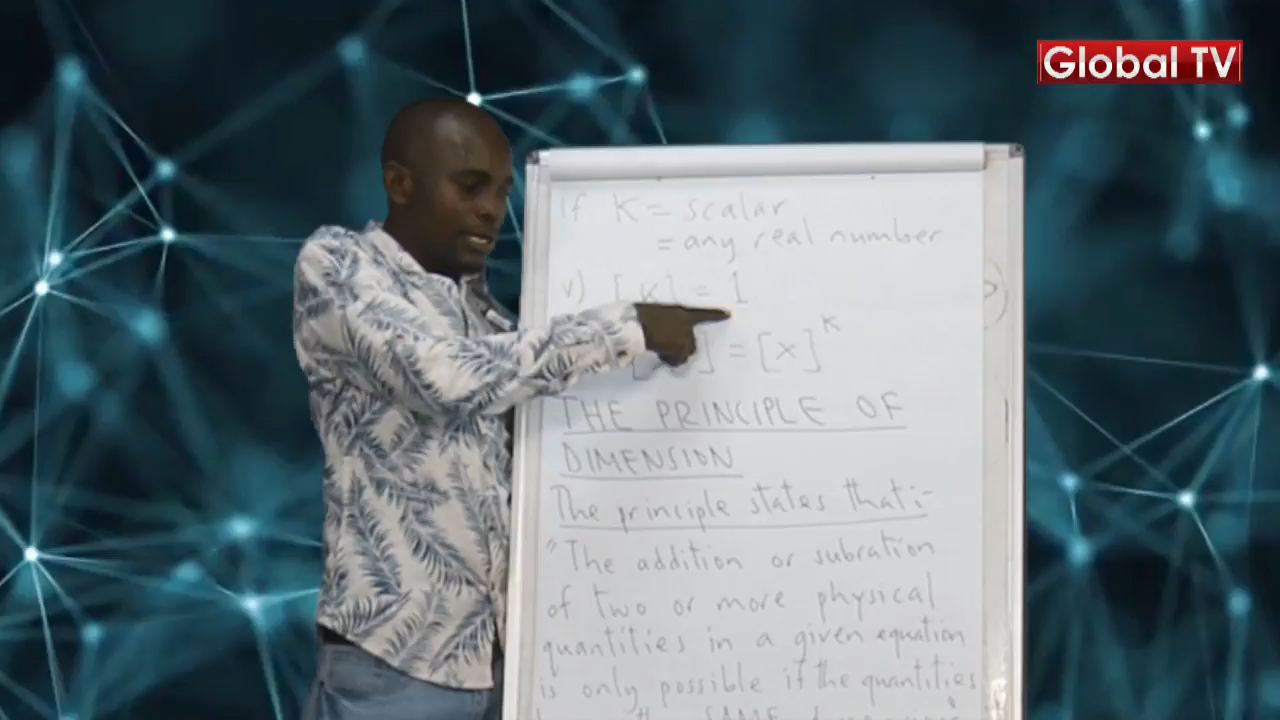 Global TV
If K = scalar
= any real number
v) [K] = 1
] = [x]^K
THE PRINCIPLE OF
DIMENSION
The principle states that:-
"The addition or subration
of two or more physical
quantities in a given equation
is only possible if the quantities
SAME